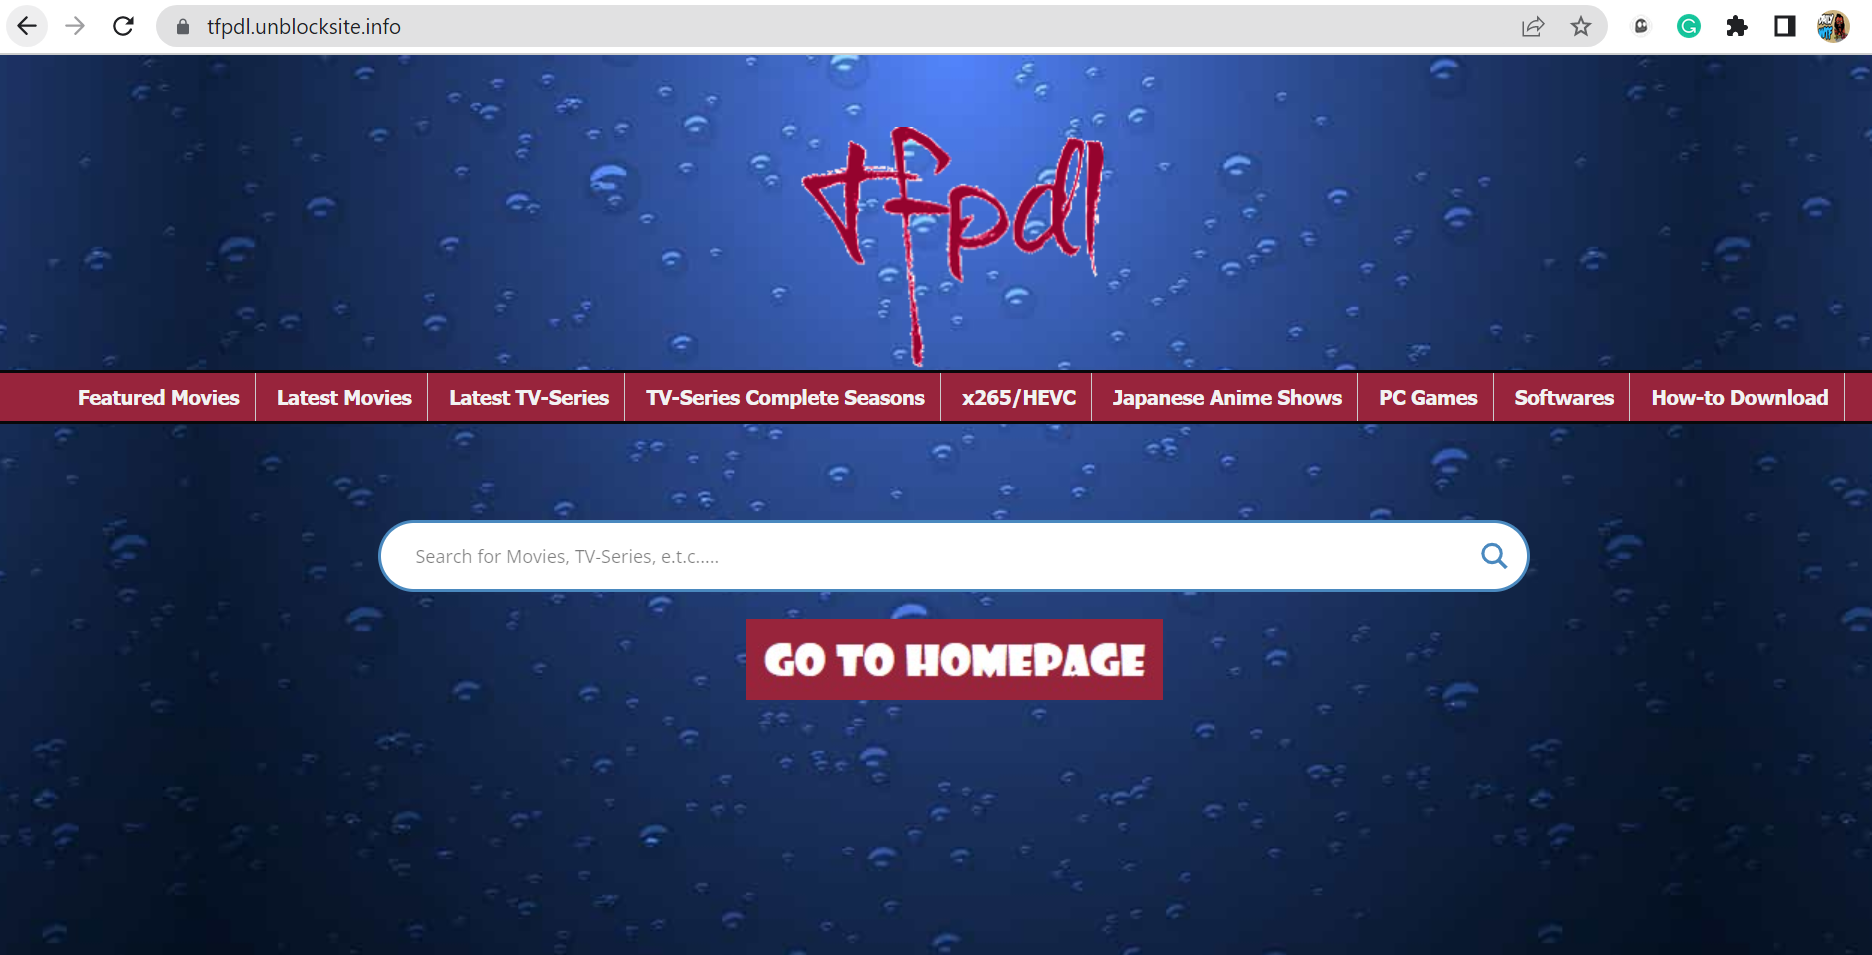 tfpdl.unblocksite.info
tfpdl
Featured Movies Latest Movies Latest TV-Series TV-Series Complete Seasons x265/HEVC Japanese Anime Shows PC Games Softwares How-to Download
Search for Movies, TV-Series, e.t.c.....
GO TO HOMEPAGE